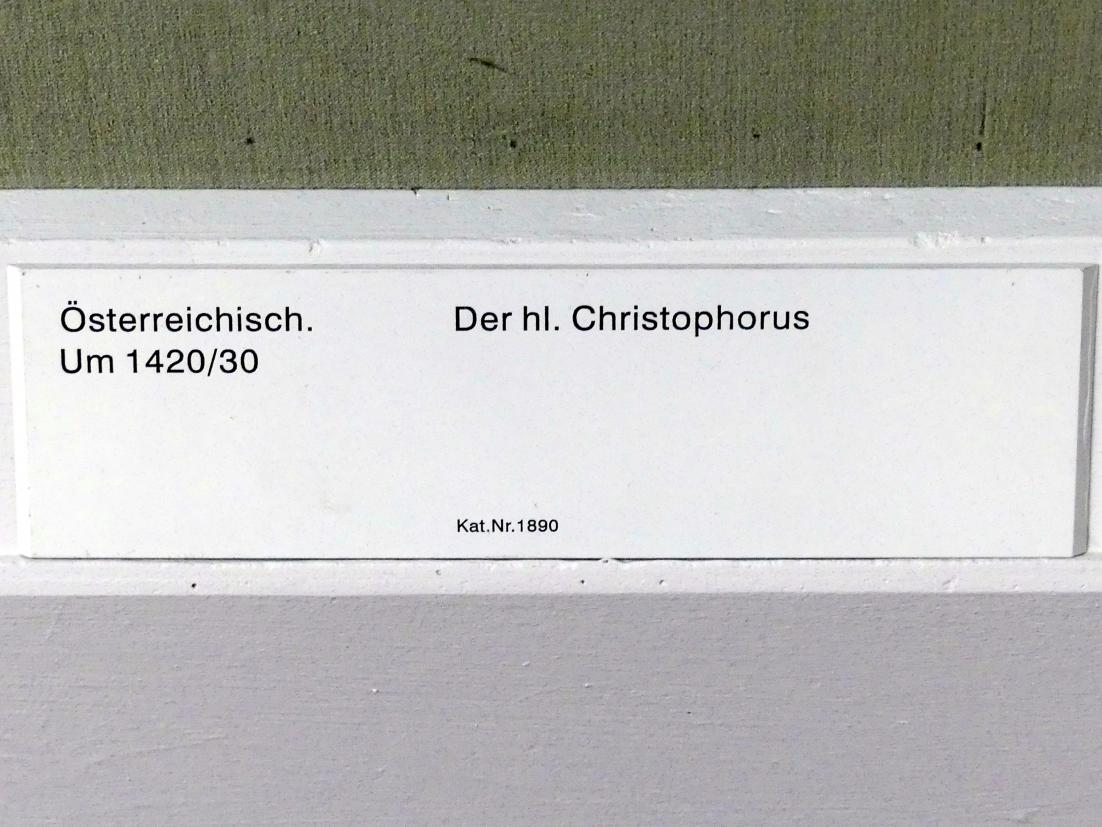 Österreichisch.
Um 1420/30
Der hl. Christophorus
Kat.Nr.1890